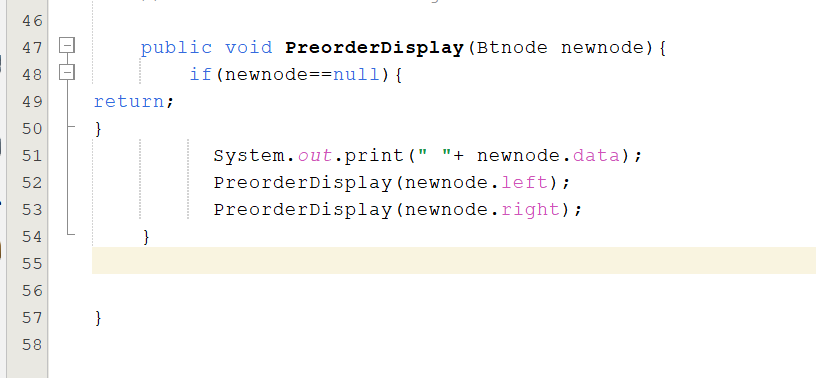 46
47 public void PreorderDisplay(Btnode newnode){
48 if(newnode==null){
49 return;
50 }
51 System.out.print(" "+ newnode.data);
52 PreorderDisplay(newnode.left);
53 PreorderDisplay(newnode.right);
54 }
55
56
57 }
58